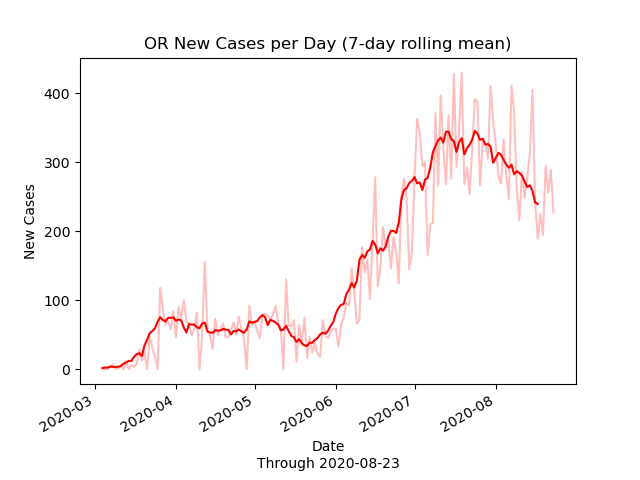 OR New Cases per Day (7-day rolling mean)
New Cases
400
300
200
100
0
2020-03
2020-04
2020-05
2020-06
2020-07
2020-08
Date
Through 2020-08-23